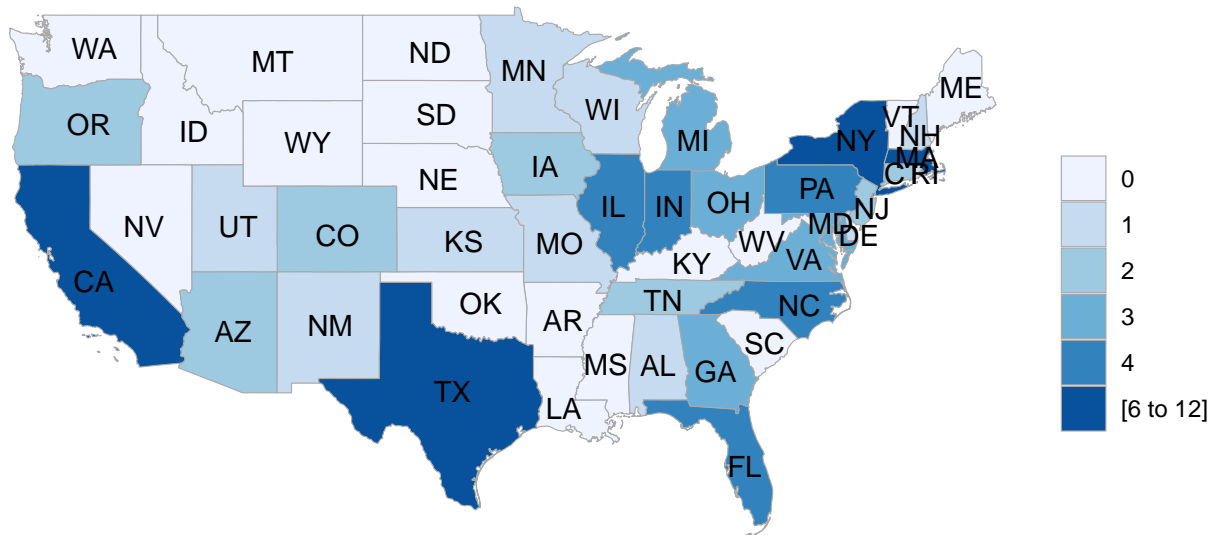 WA
MT
ND
MN
ME
OR
ID
WY
SD
WI
MI
VT
NH
NY
MA
C
RI
NE
IA
PA
NJ
NV
UT
CO
KS
MO
IL
IN
OH
MD
DE
WV
VA
KY
CA
AZ
NM
OK
AR
TN
NC
SC
TX
LA
MS
AL
GA
FL
0
1
2
3
4
[6 to 12]